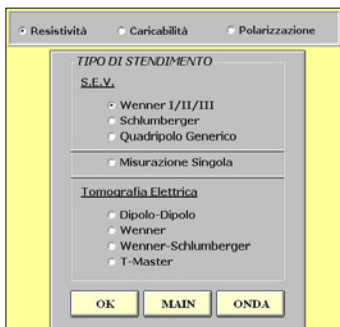 Resistività Caricabilità Polarizzazione
TIPO DI STENDIMENTO
S.E.V.
Wenner I/II/III
Schlumberger
Quadripolo Generico
Misurazione Singola
Tomografia Elettrica
Dipolo-Dipolo
Wenner
Wenner-Schlumberger
T-Master
OK MAIN ONDA